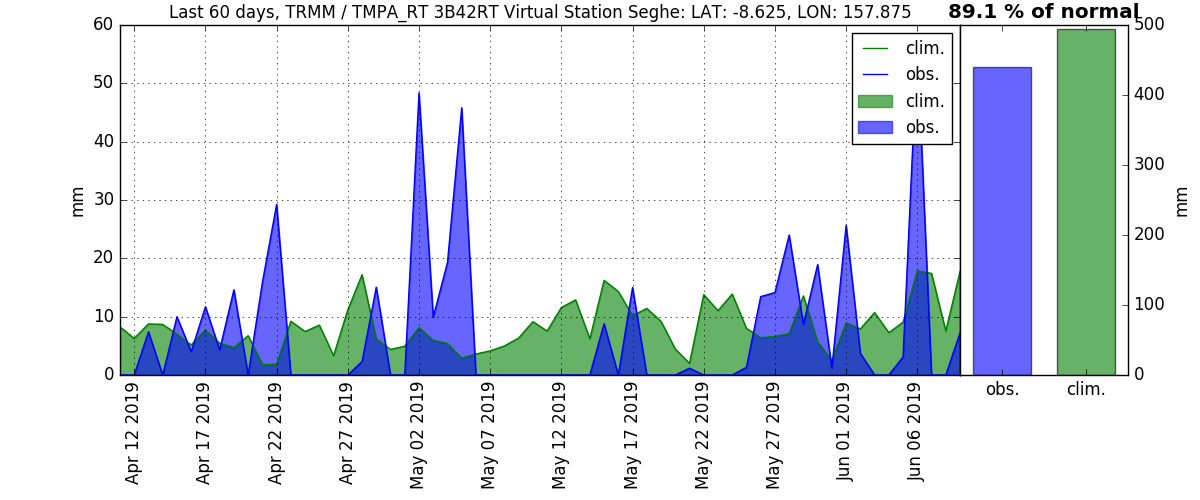 Last 60 days, TRMM / TMPA_RT 3B42RT Virtual Station Seghe: LAT: -8.625, LON: 157.875
89.1 % of normal
60
50
40
30
20
10
0
mm
clim.
obs.
clim.
obs.
500
400
300
200
100
0
mm
obs.
clim.
Apr 12 2019
Apr 17 2019
Apr 22 2019
Apr 27 2019
May 02 2019
May 07 2019
May 12 2019
May 17 2019
May 22 2019
May 27 2019
Jun 01 2019
Jun 06 2019